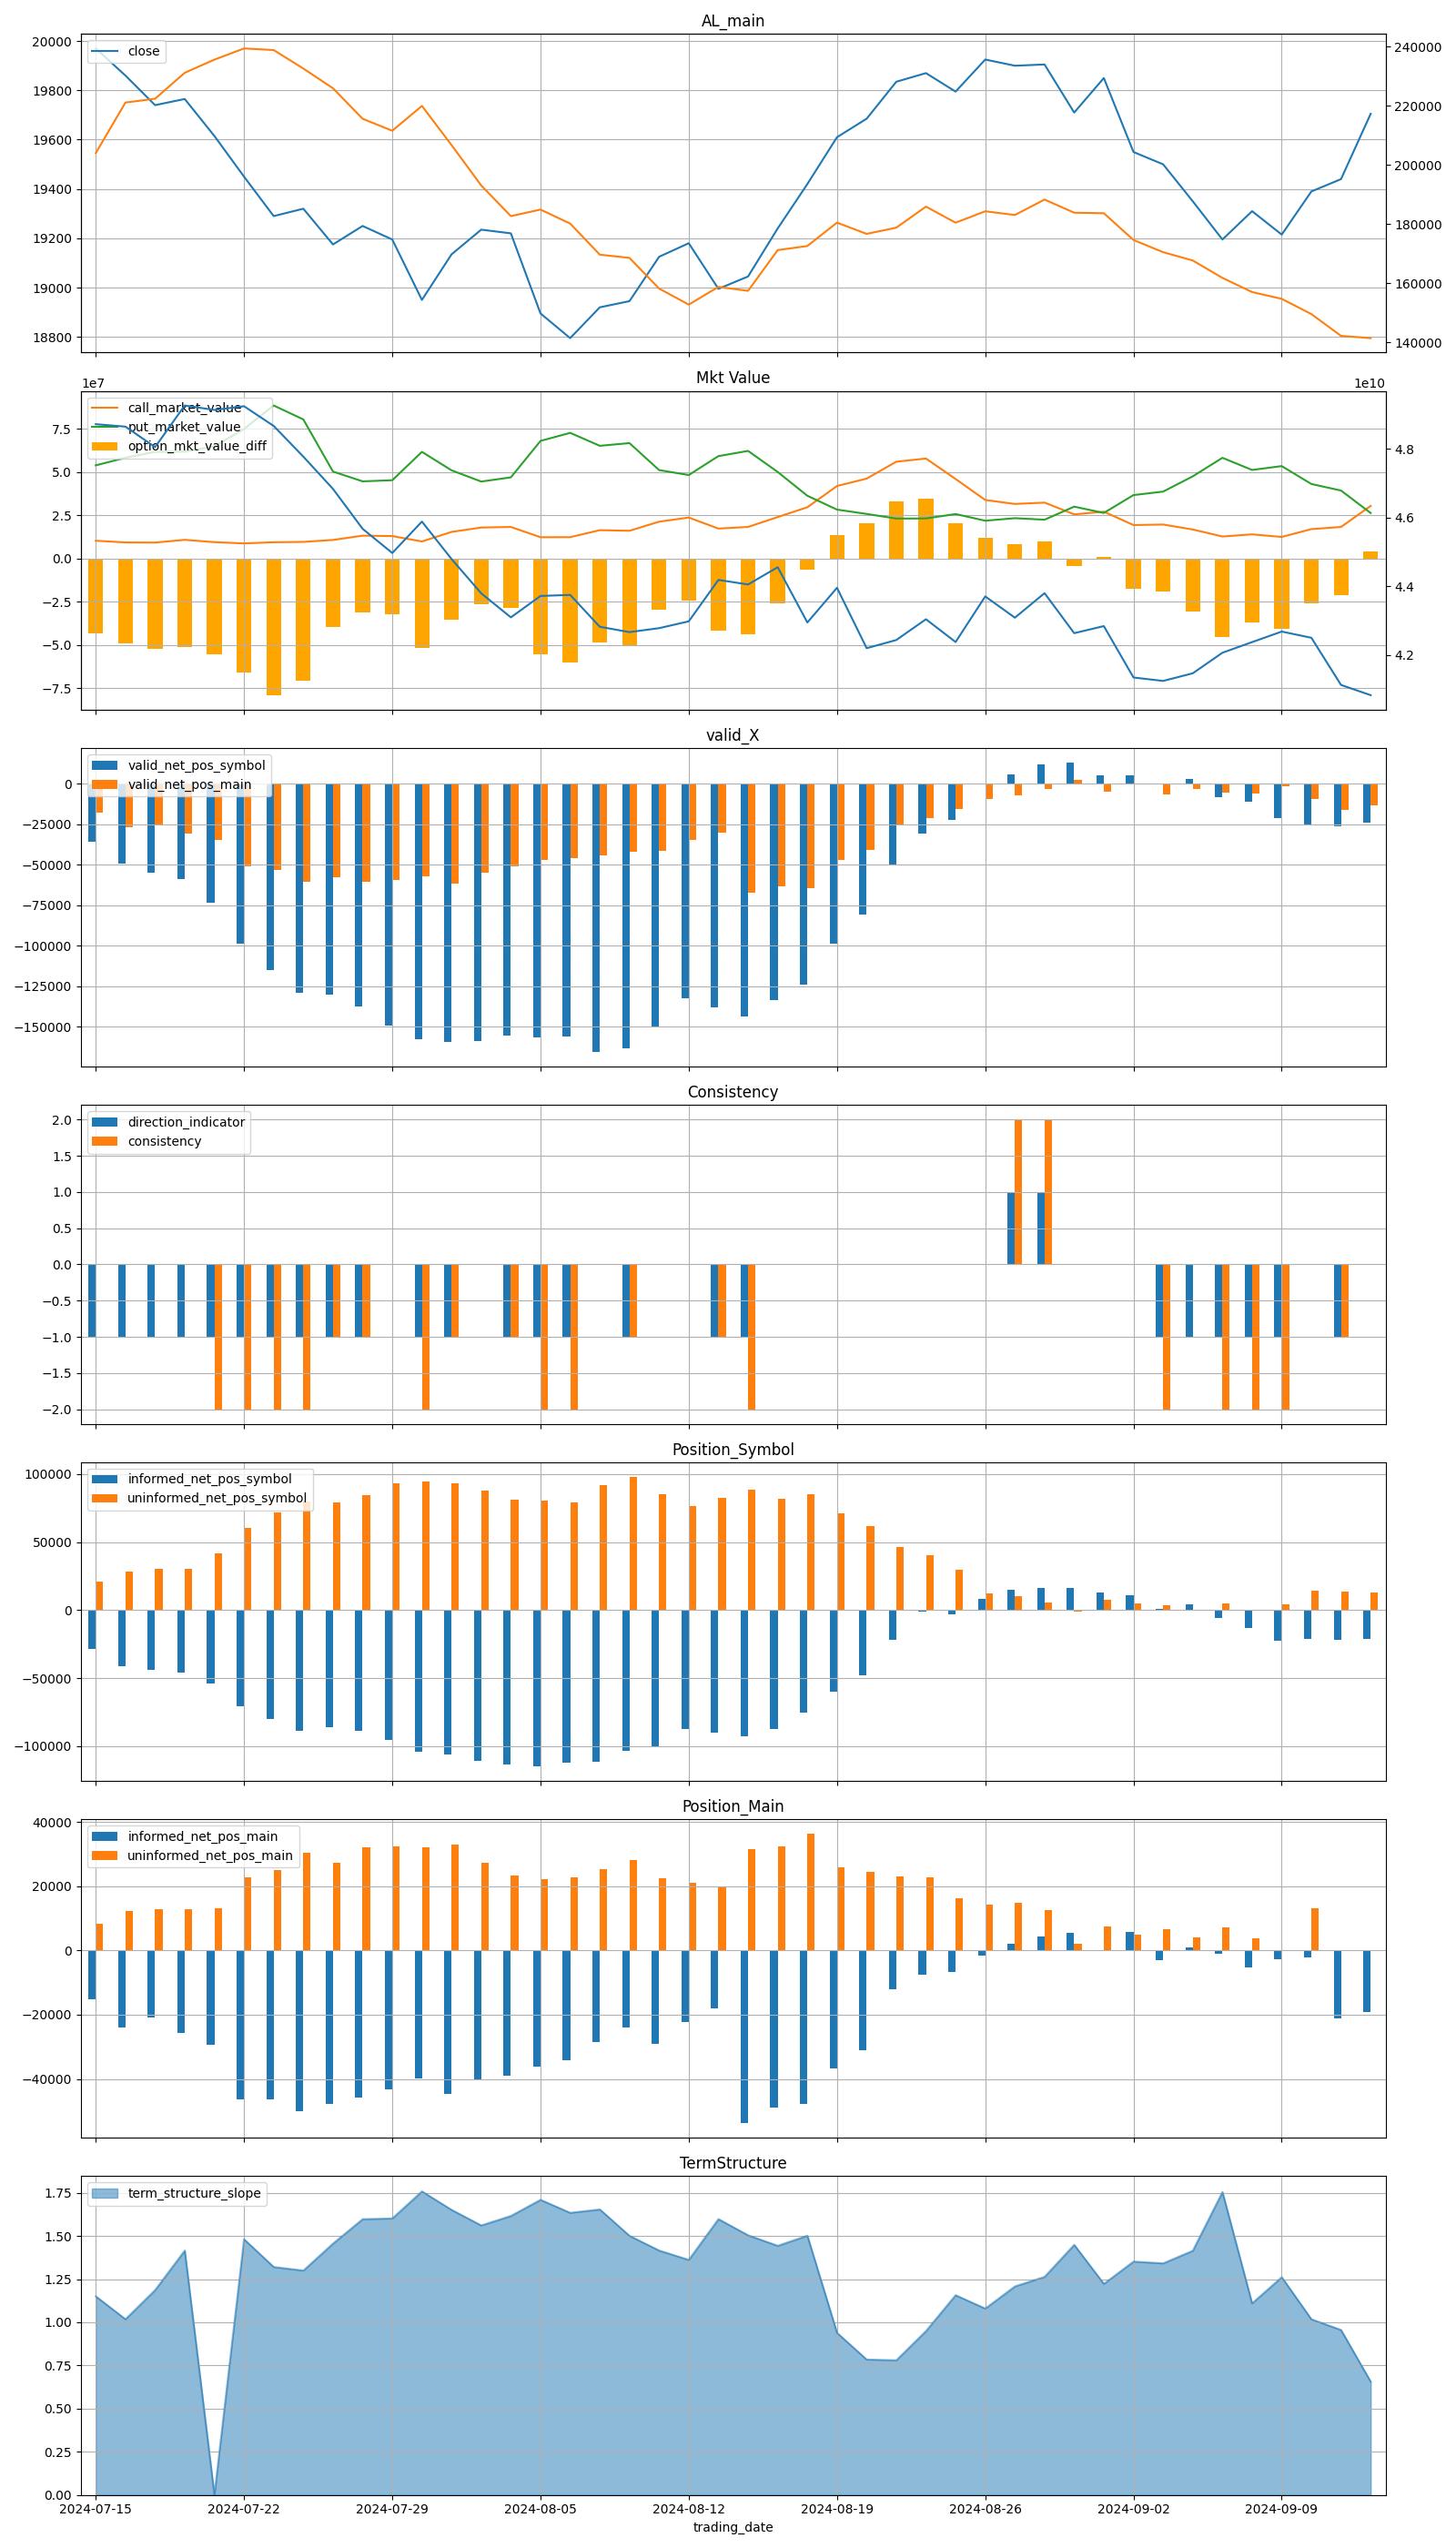 AL_main
close
20000
19800
19600
19400
19200
19000
18800
240000
220000
200000
180000
160000
140000
Mkt Value
1e7
1e10
call_market_value
put_market_value
option_mkt_value_diff
7.5
5.0
2.5
0.0
−2.5
−5.0
−7.5
4.8
4.6
4.4
4.2
valid_X
valid_net_pos_symbol
valid_net_pos_main
0
−25000
−50000
−75000
−100000
−125000
−150000
Consistency
direction_indicator
consistency
2.0
1.5
1.0
0.5
0.0
−0.5
−1.0
−1.5
−2.0
Position_Symbol
informed_net_pos_symbol
uninformed_net_pos_symbol
100000
50000
0
−50000
−100000
Position_Main
informed_net_pos_main
uninformed_net_pos_main
40000
20000
0
−20000
−40000
TermStructure
term_structure_slope
1.75
1.50
1.25
1.00
0.75
0.50
0.25
0.00
2024-07-15 2024-07-22 2024-07-29 2024-08-05 2024-08-12 2024-08-19 2024-08-26 2024-09-02 2024-09-09
trading_date